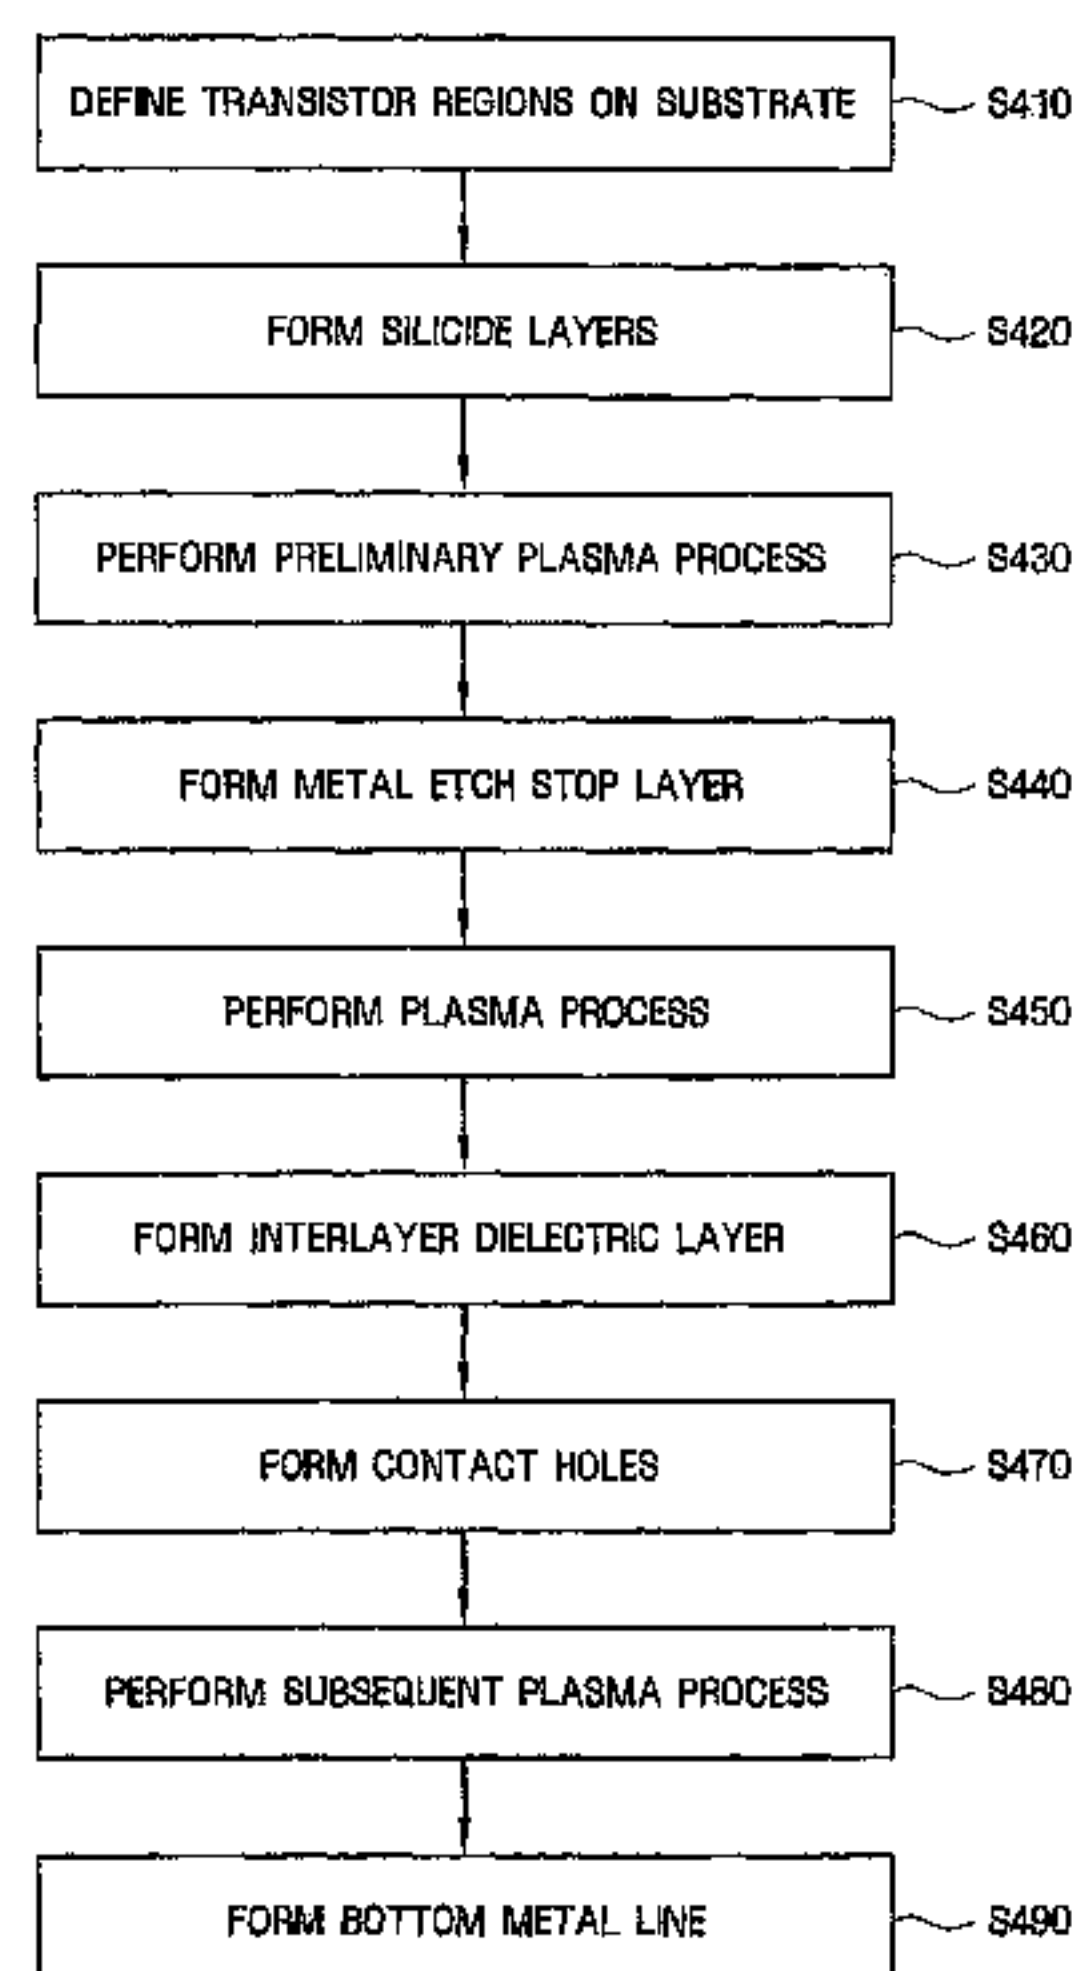 DEFINE TRANSISTOR REGIONS ON SUBSTRATE S410
FORM SILICIDE LAYERS S420
PERFORM PRELIMINARY PLASMA PROCESS S430
FORM METAL ETCH STOP LAYER S440
PERFORM PLASMA PROCESS S450
FORM INTERLAYER DIELECTRIC LAYER S460
FORM CONTACT HOLES S470
PERFORM SUBSEQUENT PLASMA PROCESS S480
FORM BOTTOM METAL LINE S490